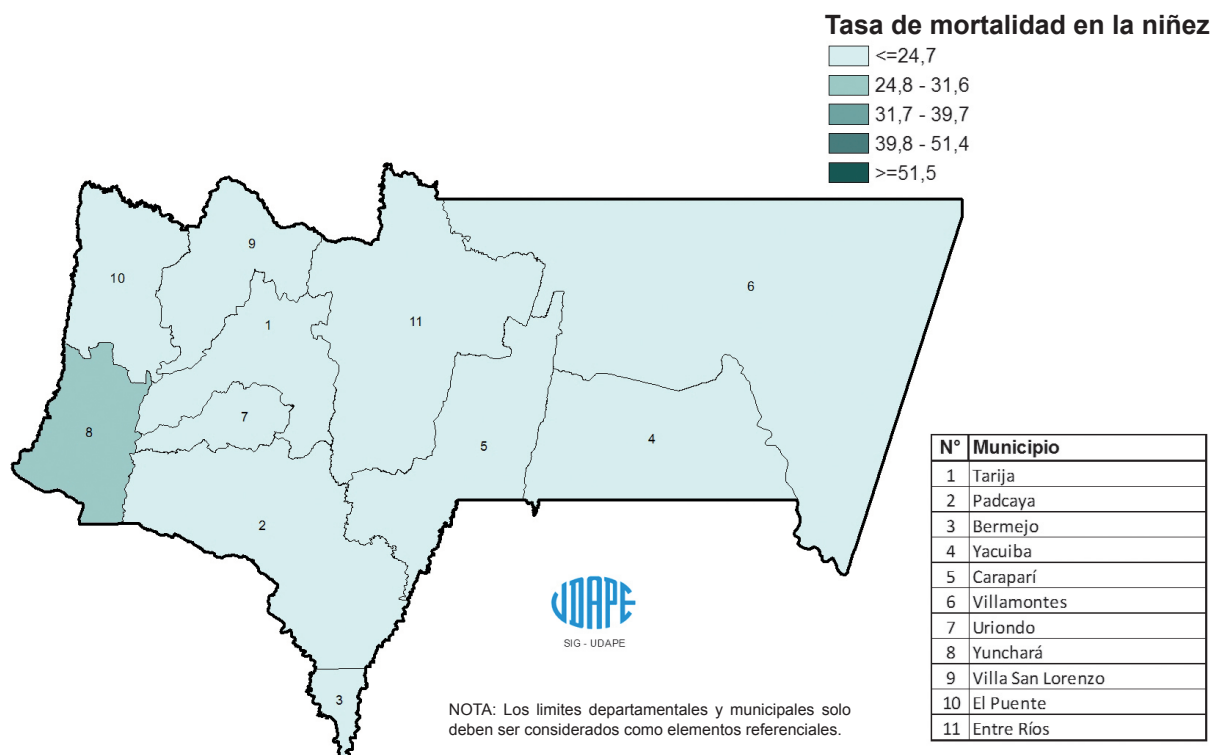 Tasa de mortalidad en la niñez
<=24,7
24,8 - 31,6
31,7 - 39,7
39,8 - 51,4
>=51,5
9
10
6
1
11
7
8
5
4
2
3
UDAPE
SIG - UDAPE
NOTA: Los limites departamentales y municipales solo
deben ser considerados como elementos referenciales.
N° Municipio
1 Tarija
2 Padcaya
3 Bermejo
4 Yacuiba
5 Caraparí
6 Villamontes
7 Uriondo
8 Yunchará
9 Villa San Lorenzo
10 El Puente
11 Entre Ríos